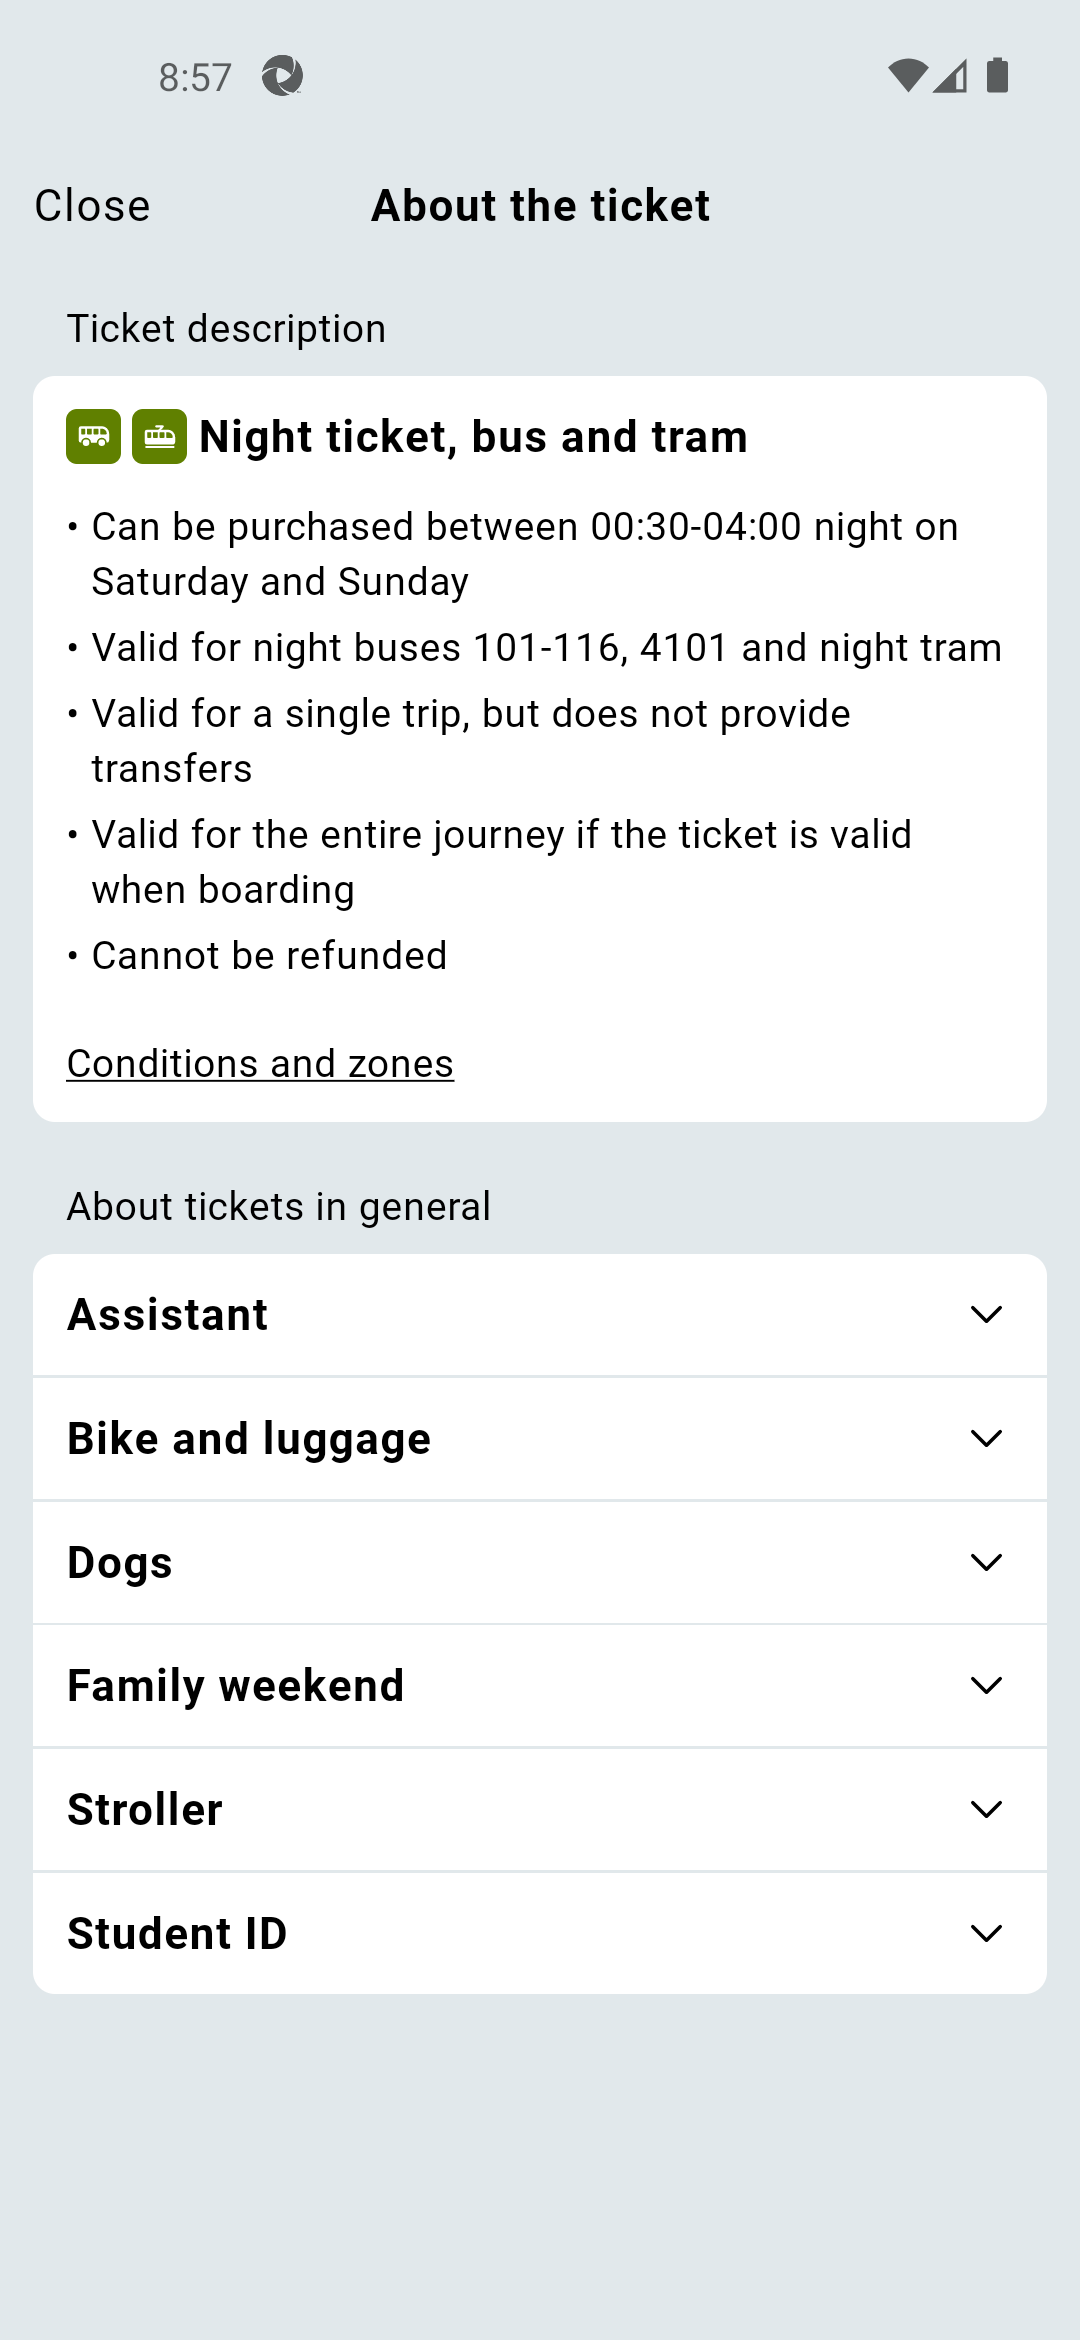 8:57
Close
About the ticket
Ticket description
Night ticket, bus and tram
• Can be purchased between 00:30-04:00 night on
Saturday and Sunday
• Valid for night buses 101-116, 4101 and night tram
• Valid for a single trip, but does not provide
transfers
• Valid for the entire journey if the ticket is valid
when boarding
• Cannot be refunded
Conditions and zones
About tickets in general
Assistant
Bike and luggage
Dogs
Family weekend
Stroller
Student ID